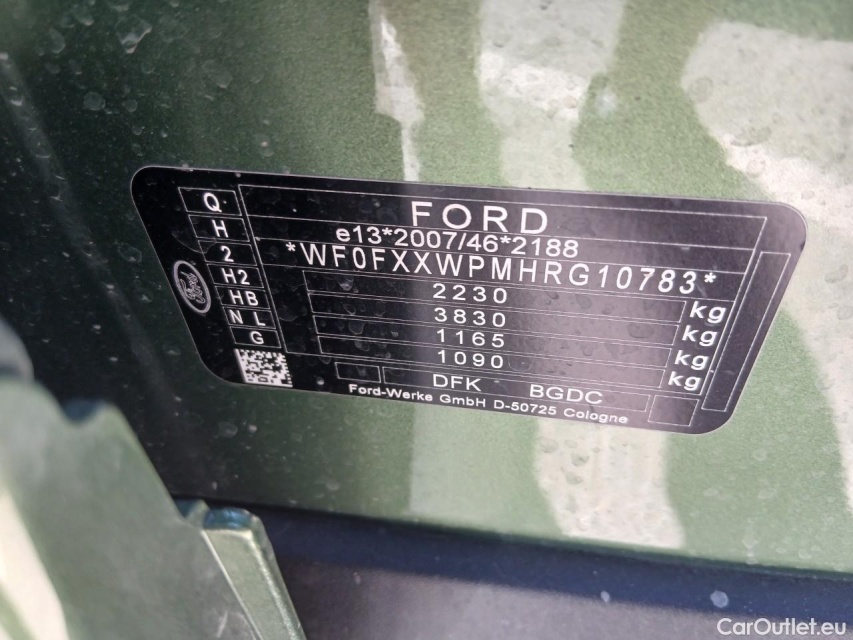 FORD
e13*2007/46*2188
*WF0FXXWPMHRG10783*
2230 kg
3830 kg
1165 kg
1090 kg
DFK BGDC
Ford-Werke GmbH D-50725 Cologne
Q
H
2
H2
HB
N L
G
CarOutlet.eu